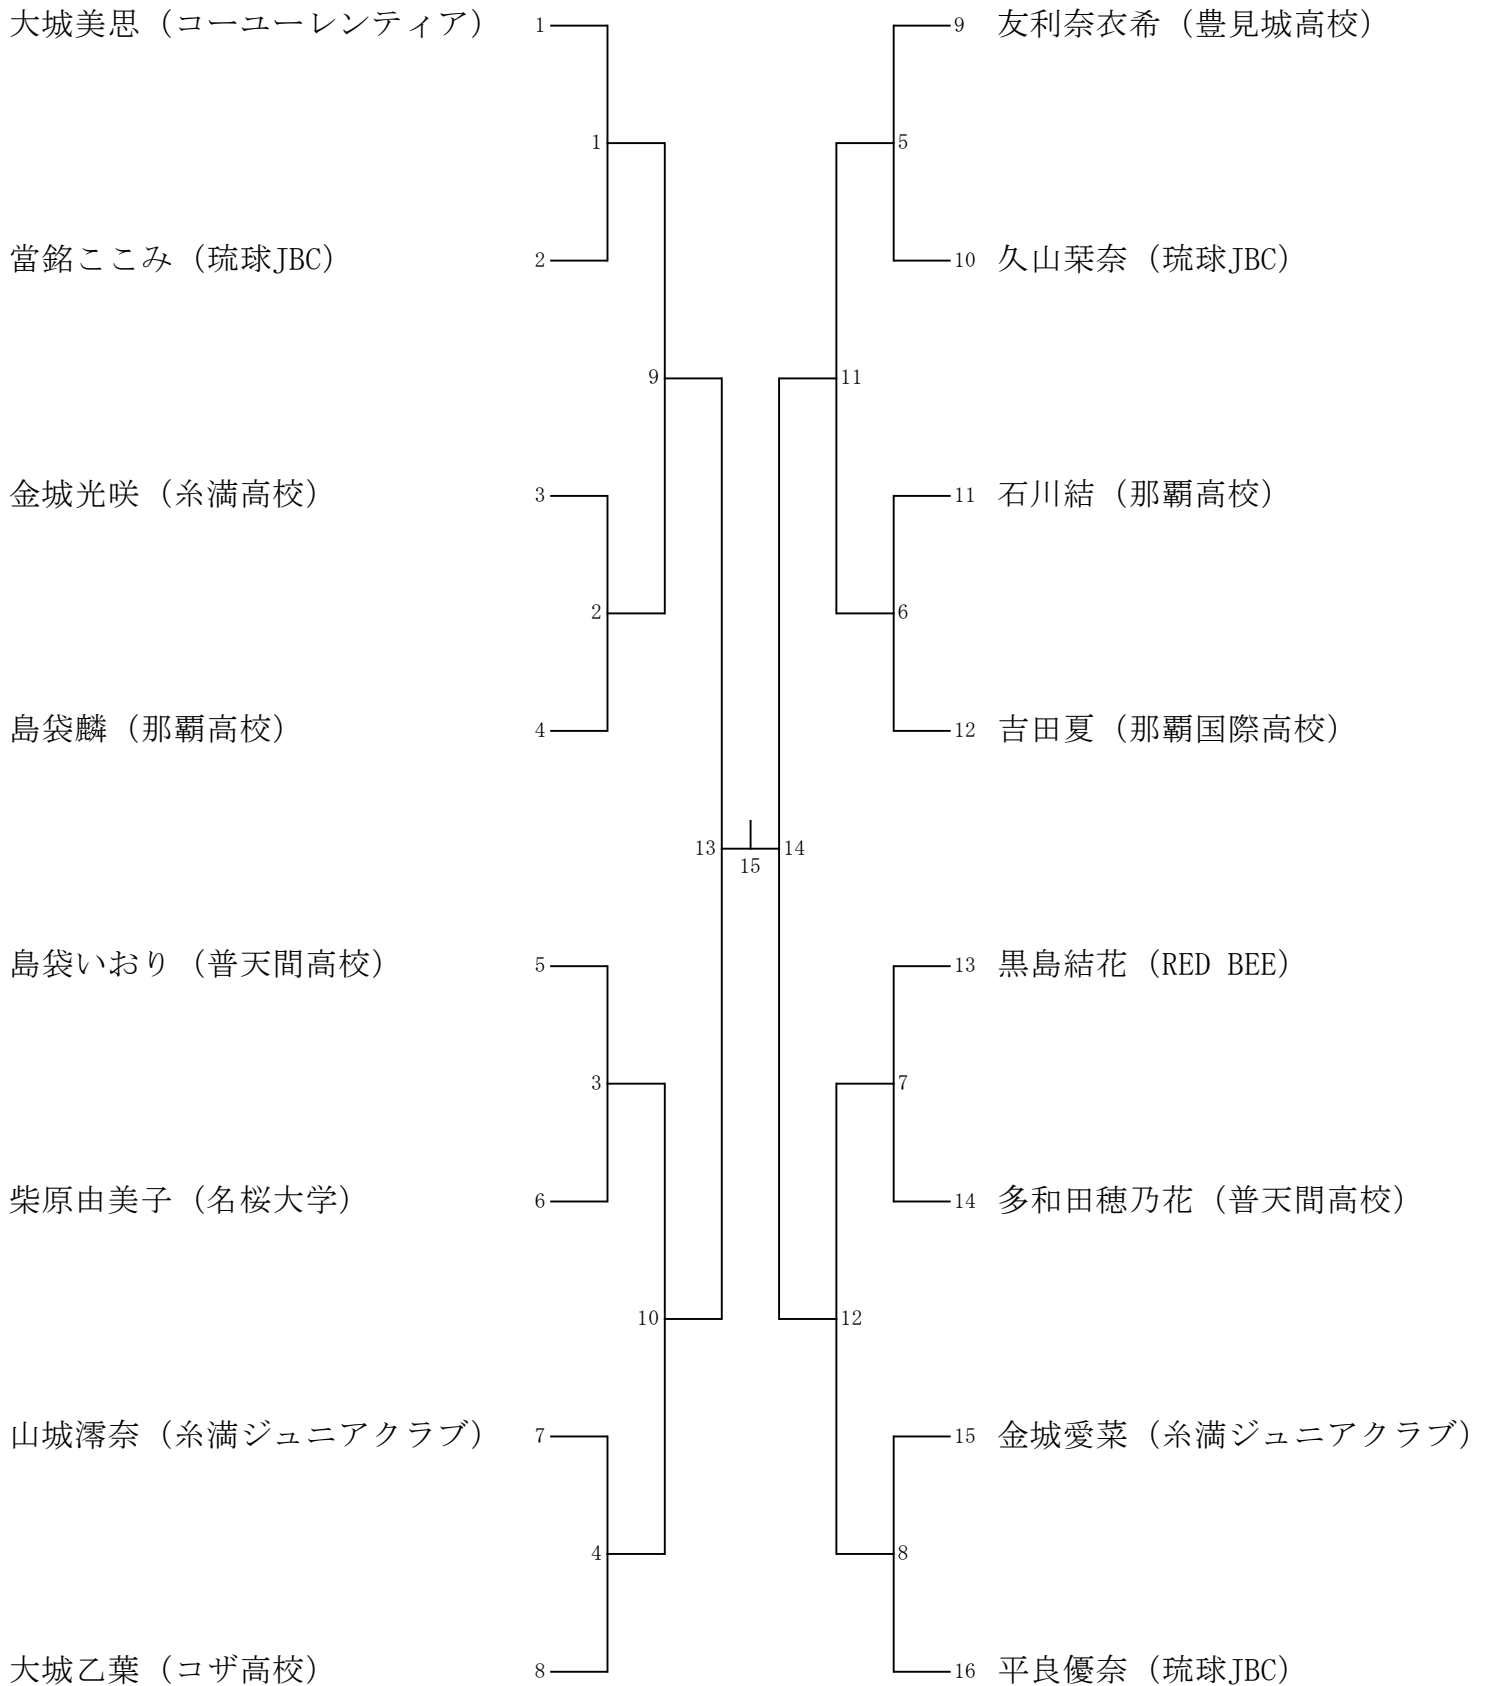 大城美思（コーユーレンティア） 1
1
當銘ここみ（琉球JBC） 2
9
金城光咲（糸満高校） 3
2
島袋麟（那覇高校） 4
13
15
島袋いおり（普天間高校） 5
3
柴原由美子（名桜大学） 6
10
山城澪奈（糸満ジュニアクラブ） 7
4
大城乙葉（コザ高校） 8
9 友利奈衣希（豊見城高校）
5
10 久山栞奈（琉球JBC）
11
11 石川結（那覇高校）
6
12 吉田夏（那覇国際高校）
14
13 黒島結花（RED BEE）
7
14 多和田穂乃花（普天間高校）
12
15 金城愛菜（糸満ジュニアクラブ）
8
16 平良優奈（琉球JBC）